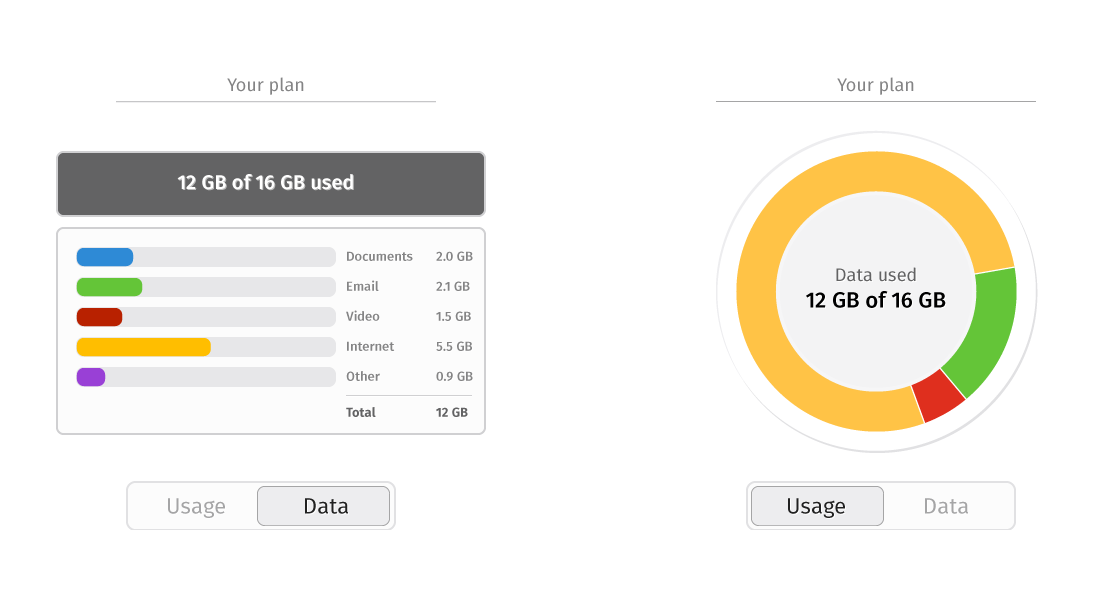 Your plan
12 GB of 16 GB used
Documents 2.0 GB
Email 2.1 GB
Video 1.5 GB
Internet 5.5 GB
Other 0.9 GB
Total 12 GB
Usage Data
Your plan
Data used
12 GB of 16 GB
Usage Data